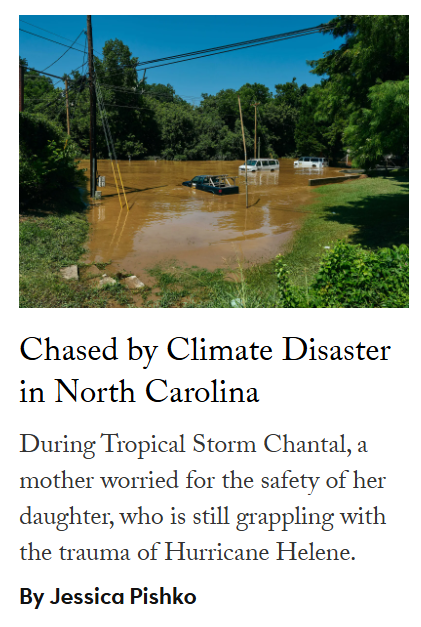 Chased by Climate Disaster
in North Carolina
During Tropical Storm Chantal, a
mother worried for the safety of her
daughter, who is still grappling with
the trauma of Hurricane Helene.
By Jessica Pishko